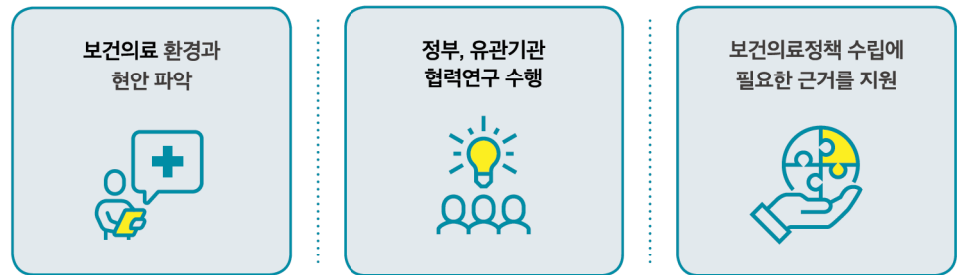 보건의료 환경과
현안 파악
정부, 유관기관
협력연구 수행
보건의료정책 수립에
필요한 근거를 지원